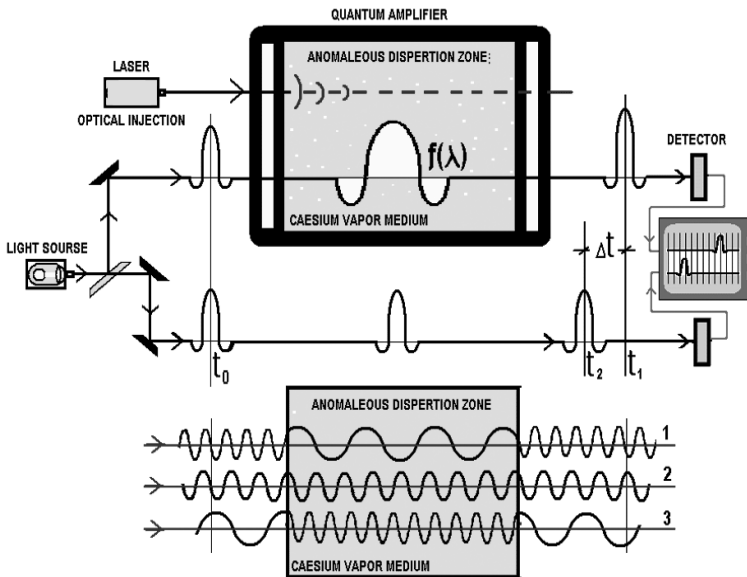 QUANTUM AMPLIFIER
ANOMALEOUS DISPERTION ZONE:
LASER
OPTICAL INJECTION
f(λ)
DETECTOR
CAESIUM VAPOR MEDIUM
LIGHT SOURSE
Δt
t0
t2
t1
ANOMALEOUS DISPERTION ZONE
1
2
3
CAESIUM VAPOR MEDIUM